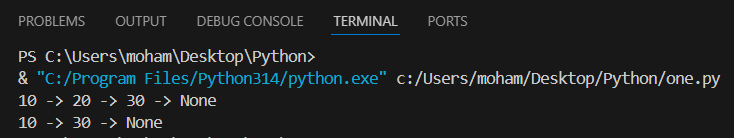 PROBLEMS OUTPUT DEBUG CONSOLE TERMINAL PORTS
PS C:\Users\moham\Desktop\Python>
& "C:/Program Files/Python314/python.exe" c:/Users/moham/Desktop/Python/one.py
10 -> 20 -> 30 -> None
10 -> 30 -> None